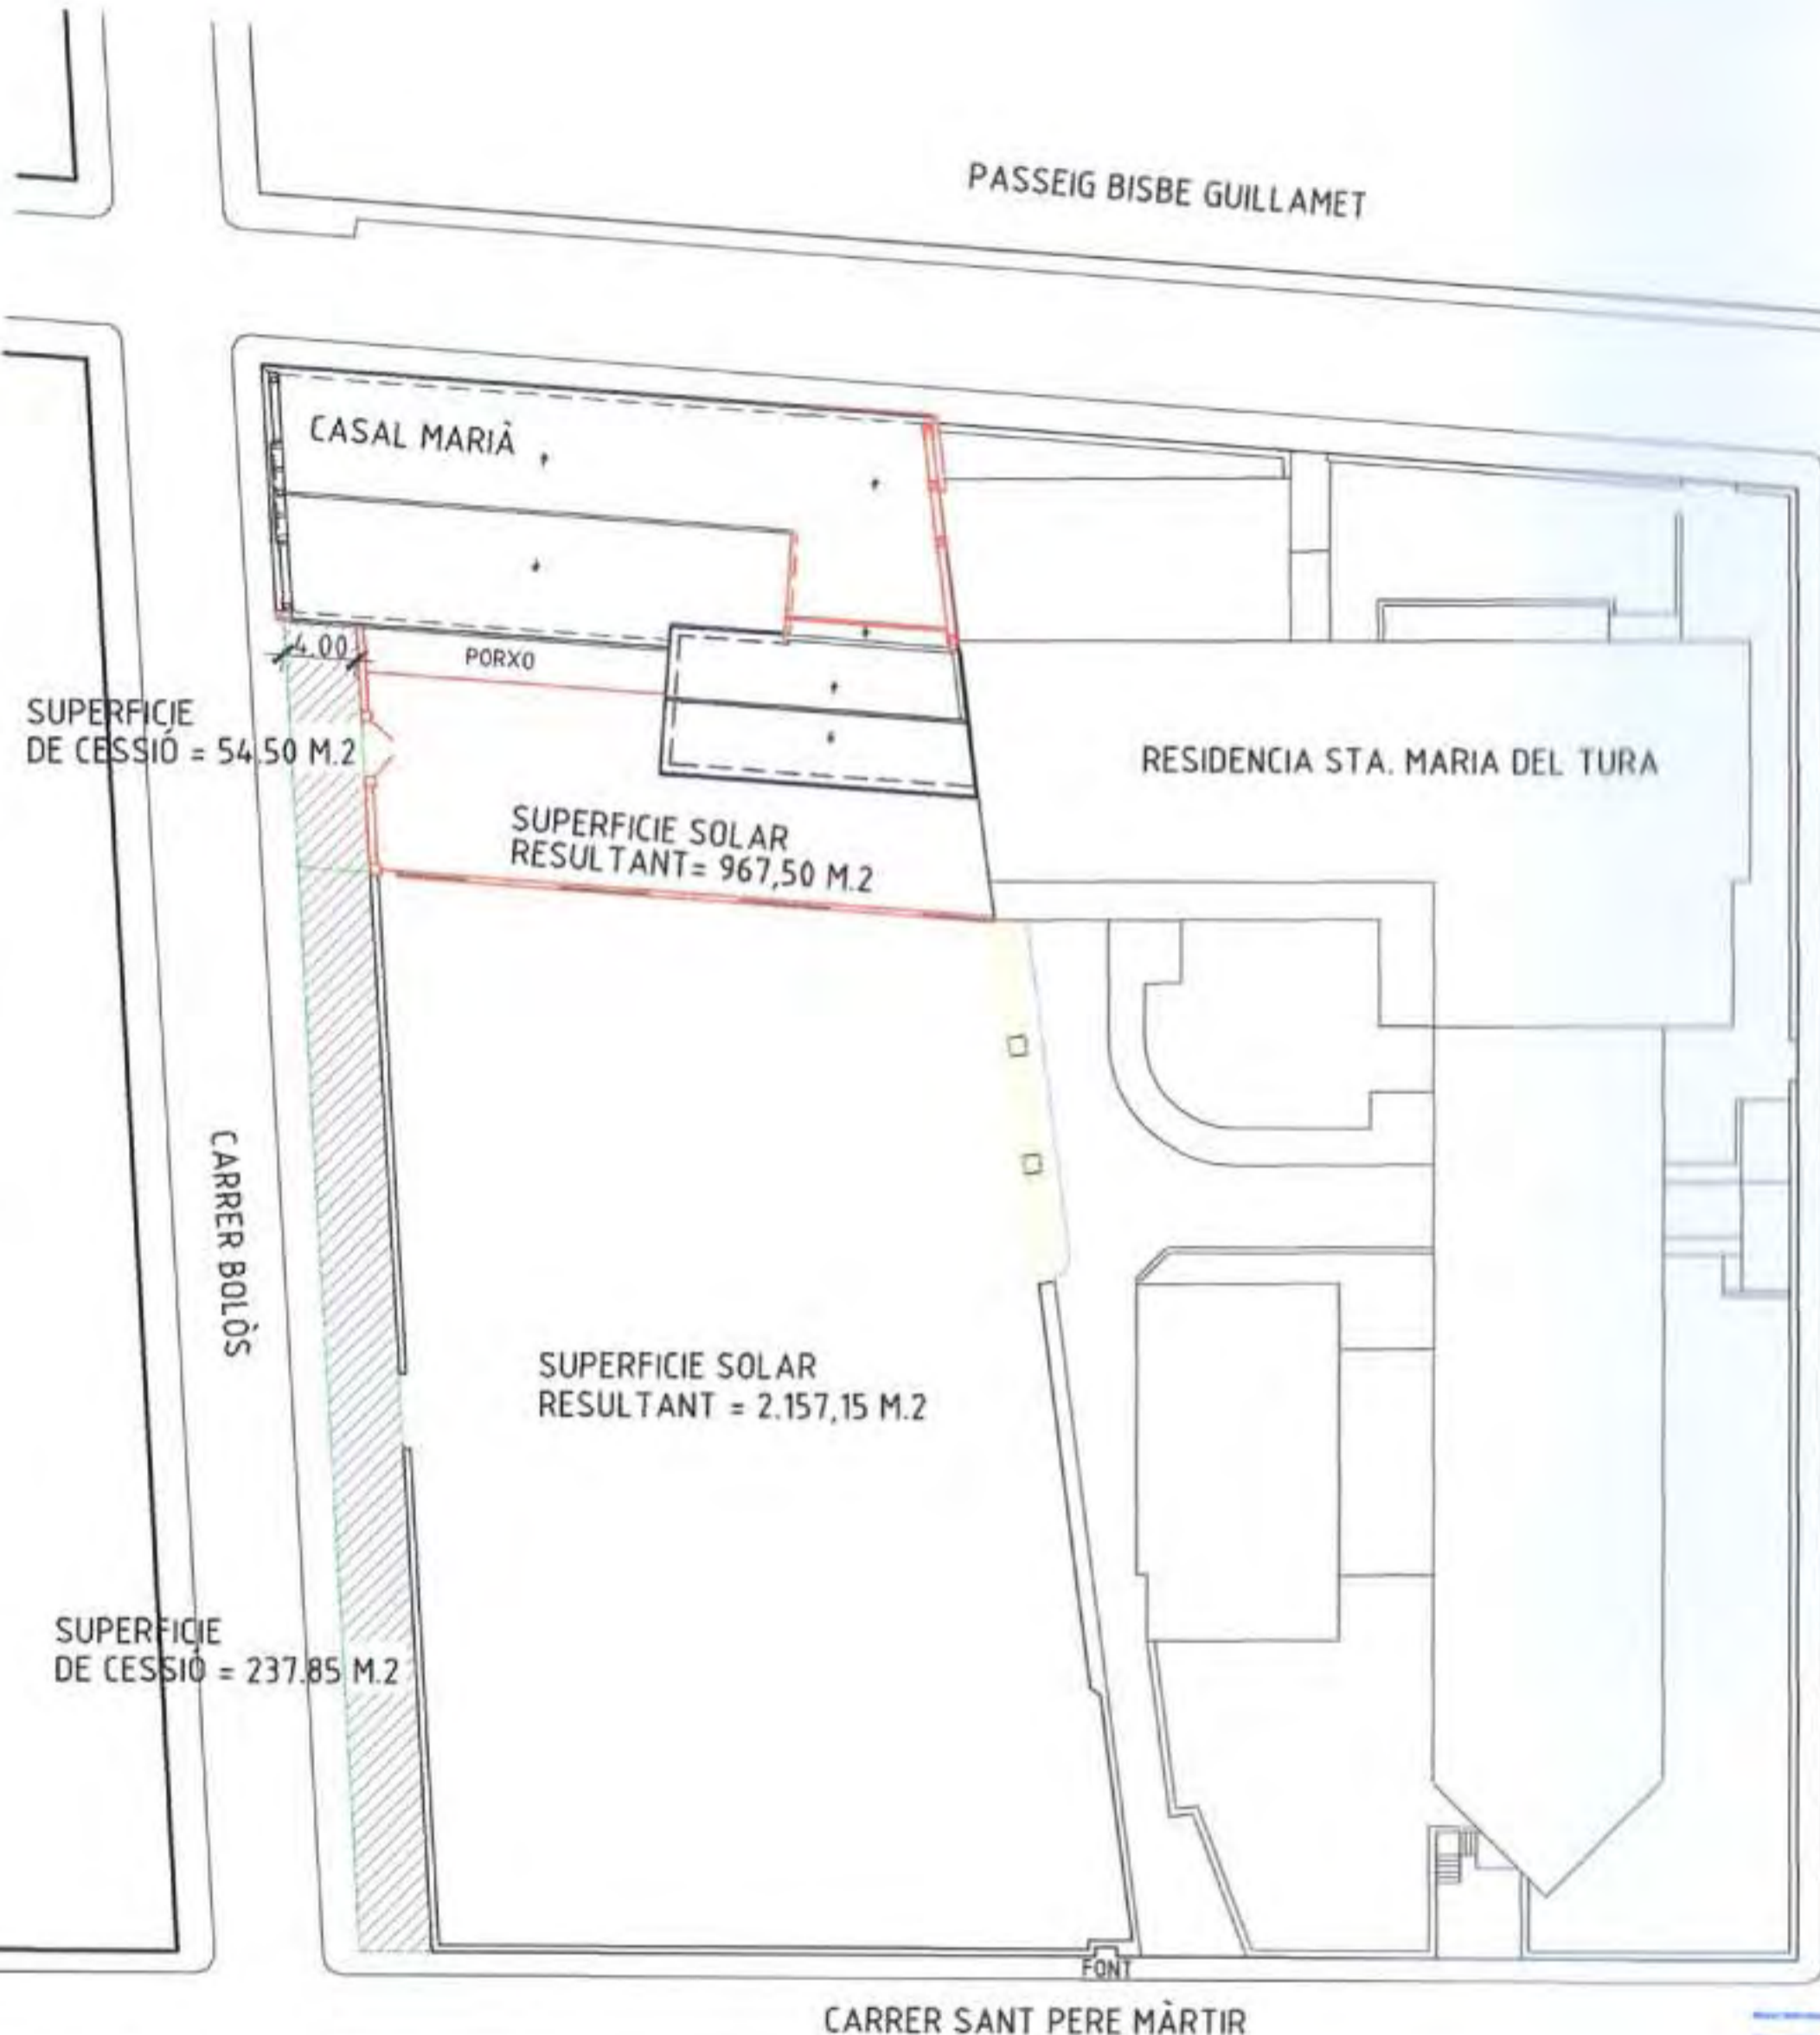 PASSEIG BISBE GUILLAMET
CASAL MARIÀ
4.00
PORXO
SUPERFICIE
DE CESSIÓ = 54.50 M.2
RESIDENCIA STA. MARIA DEL TURA
SUPERFICIE SOLAR
RESULTANT= 967,50 M.2
CARRER BOLÒS
SUPERFICIE SOLAR
RESULTANT = 2.157,15 M.2
SUPERFICIE
DE CESSIÓ = 237.85 M.2
FONT
CARRER SANT PERE MÀRTIR